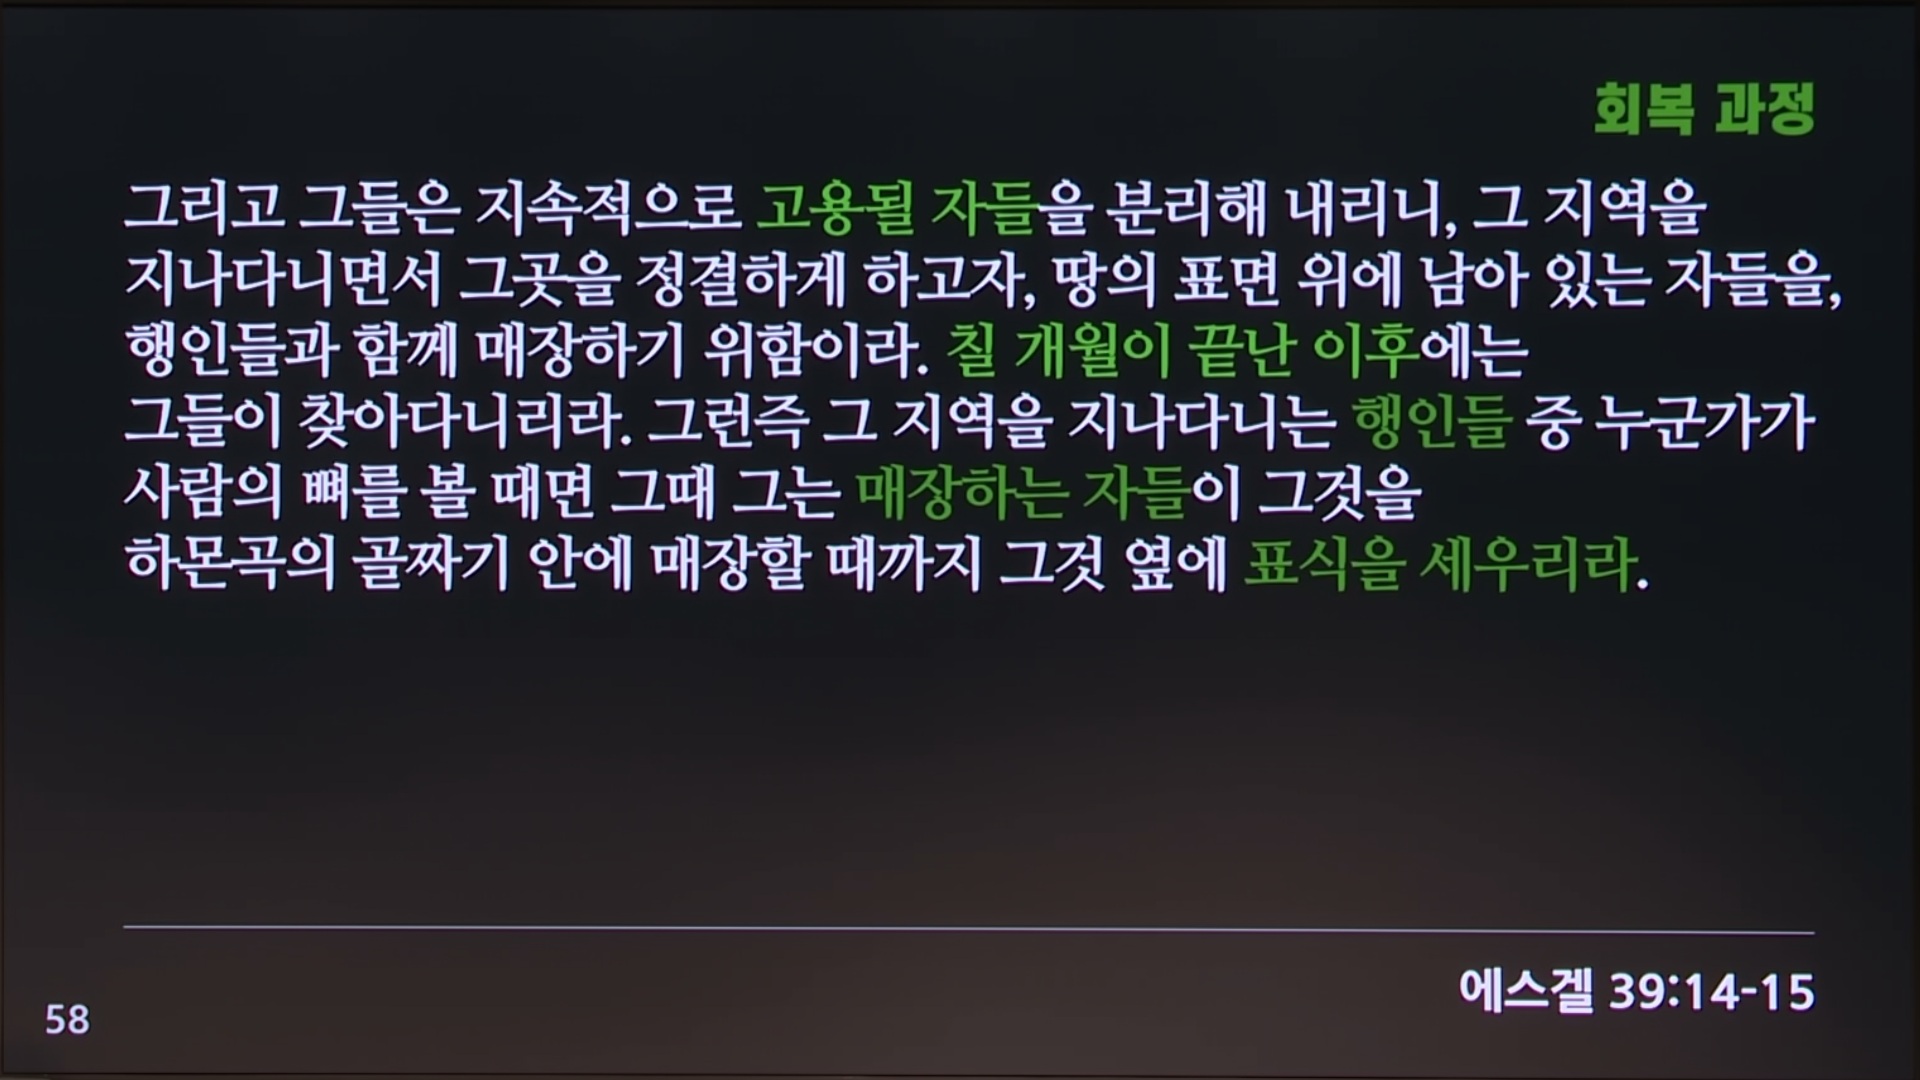 회복 과정
그리고 그들은 지속적으로 고용될 자들을 분리해 내리니, 그 지역을
지나다니면서 그곳을 정결하게 하고자, 땅의 표면 위에 남아 있는 자들을,
행인들과 함께 매장하기 위함이라. 칠 개월이 끝난 이후에는
그들이 찾아다니리라. 그런즉 그 지역을 지나다니는 행인들 중 누군가가
사람의 뼈를 볼 때면 그때 그는 매장하는 자들이 그것을
하몬곡의 골짜기 안에 매장할 때까지 그것 옆에 표식을 세우리라.
에스겔 39:14-15
58